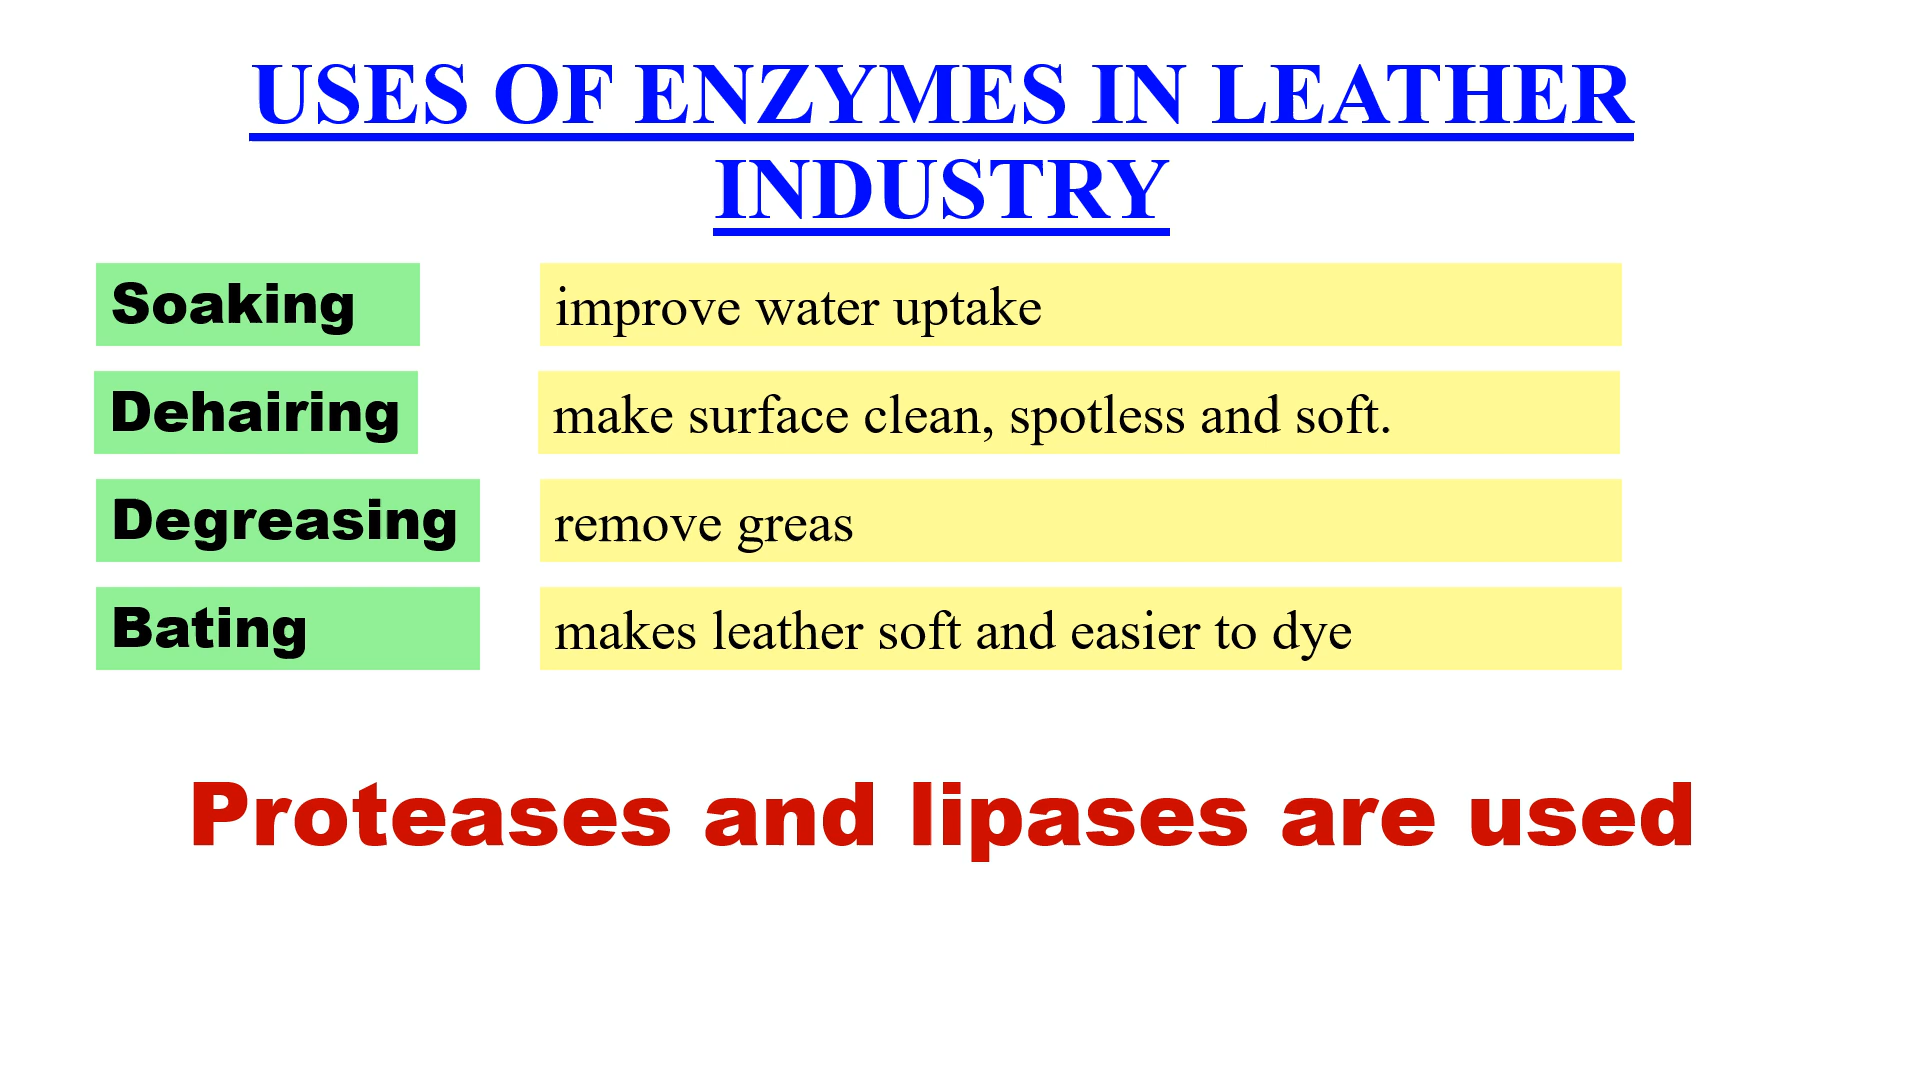 USES OF ENZYMES IN LEATHER
INDUSTRY
Soaking improve water uptake
Dehairing make surface clean, spotless and soft.
Degreasing remove greas
Bating makes leather soft and easier to dye
Proteases and lipases are used